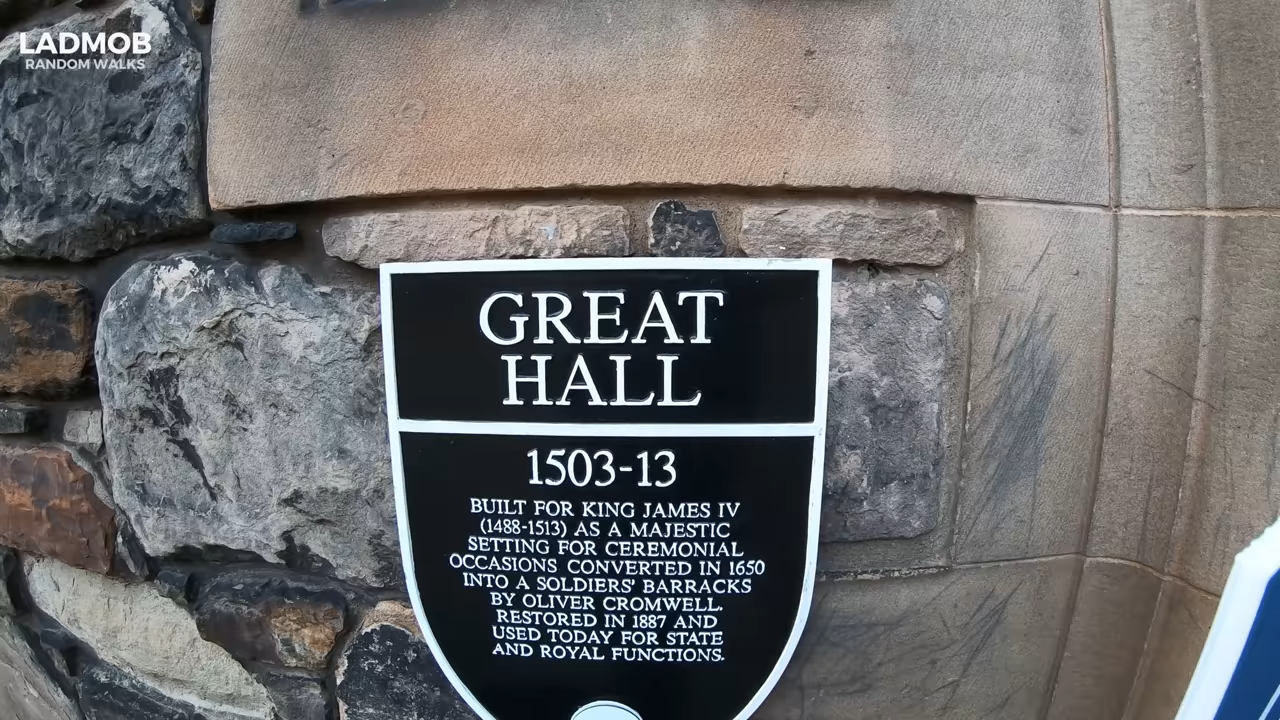 LADMOB
RANDOM WALKS
GREAT
HALL
1503-13
BUILT FOR KING JAMES IV
(1488-1513) AS A MAJESTIC
SETTING FOR CEREMONIAL
OCCASIONS CONVERTED IN 1650
INTO A SOLDIERS' BARRACKS
BY OLIVER CROMWELL.
RESTORED IN 1887 AND
USED TODAY FOR STATE
AND ROYAL FUNCTIONS.